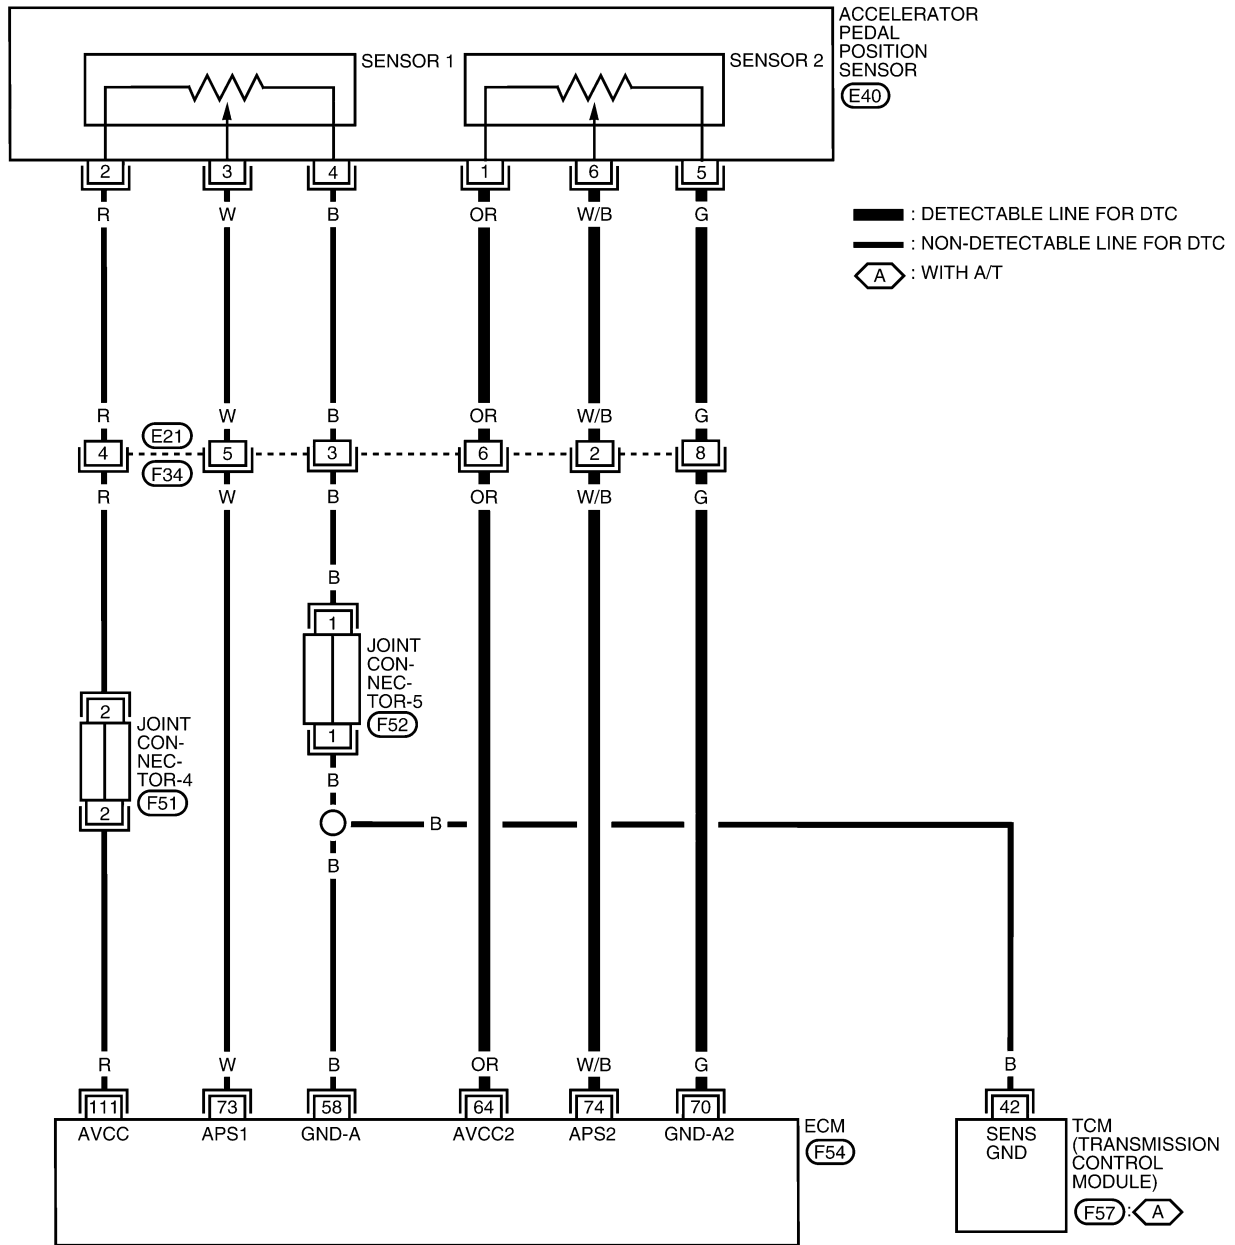 ACCELERATOR
PEDAL
POSITION
SENSOR
E40
SENSOR 1
SENSOR 2
2 3 4 1 6 5
R W B OR W/B G
: DETECTABLE LINE FOR DTC
: NON-DETECTABLE LINE FOR DTC
A : WITH A/T
R W B OR W/B G
E21
4 5 3 6 2 8
F34
R W B OR W/B G
B
1
JOINT
CON-
NEC-
TOR-5
F52
1
2
JOINT
CON-
NEC-
TOR-4
F51
2
B
B
B
R W B OR W/B G B
111 73 58 64 74 70 42
AVCC APS1 GND-A AVCC2 APS2 GND-A2
ECM
F54
SENS
GND
TCM
(TRANSMISSION
CONTROL
MODULE)
F57 : A